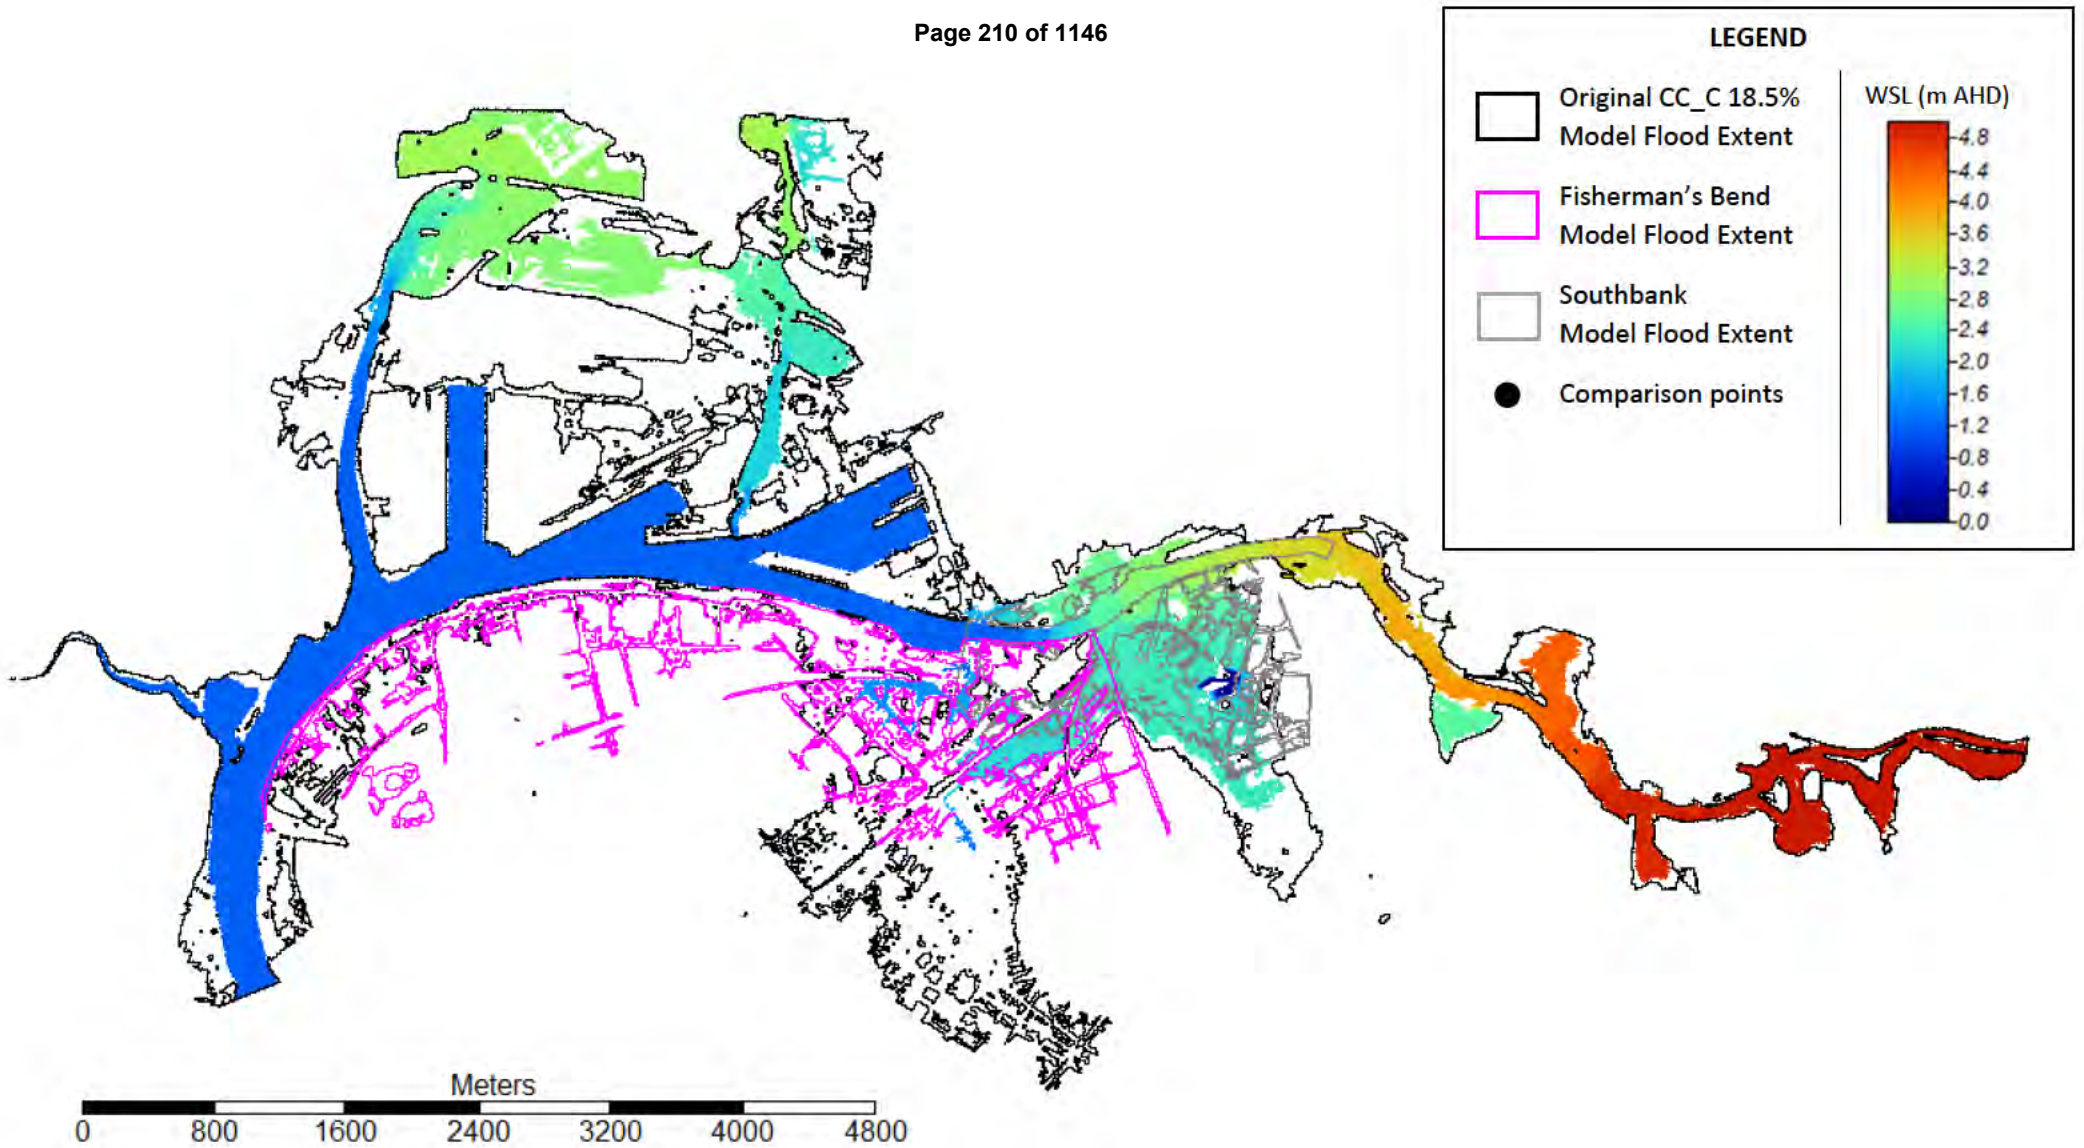 Page 210 of 1146
LEGEND
Original CC_C 18.5%
Model Flood Extent
Fisherman's Bend
Model Flood Extent
Southbank
Model Flood Extent
Comparison points
WSL (m AHD)
4.8
4.4
4.0
3.6
3.2
2.8
2.4
2.0
1.6
1.2
0.8
0.4
0.0
Meters
0 800 1600 2400 3200 4000 4800